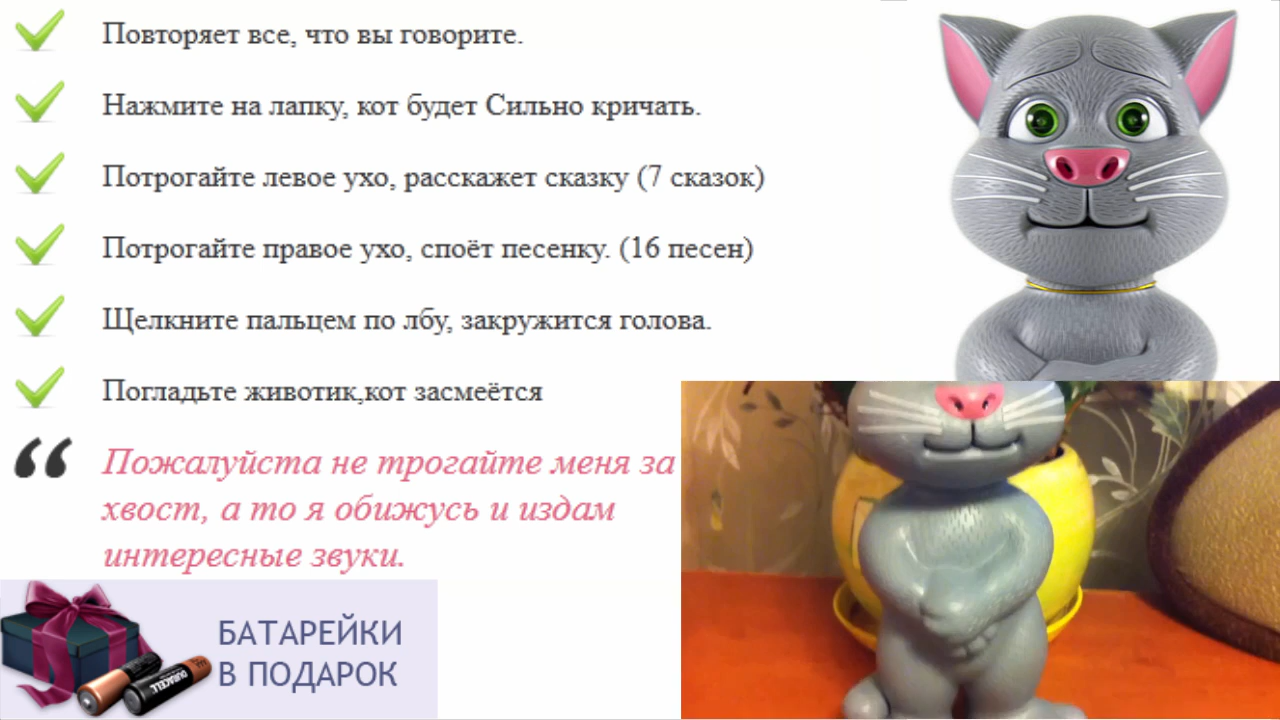 Повторяет все, что вы говорите.
Нажмите на лапку, кот будет Сильно кричать.
Потрогайте левое ухо, расскажет сказку (7 сказок)
Потрогайте правое ухо, споёт песенку. (16 песен)
Щелкните пальцем по лбу, закружится голова.
Погладьте животик,кот засмеётся
“ Пожалуйста не трогайте меня за
хвост, а то я обижусь и издам
интересные звуки.
БАТАРЕЙКИ
В ПОДАРОК
DURACELL